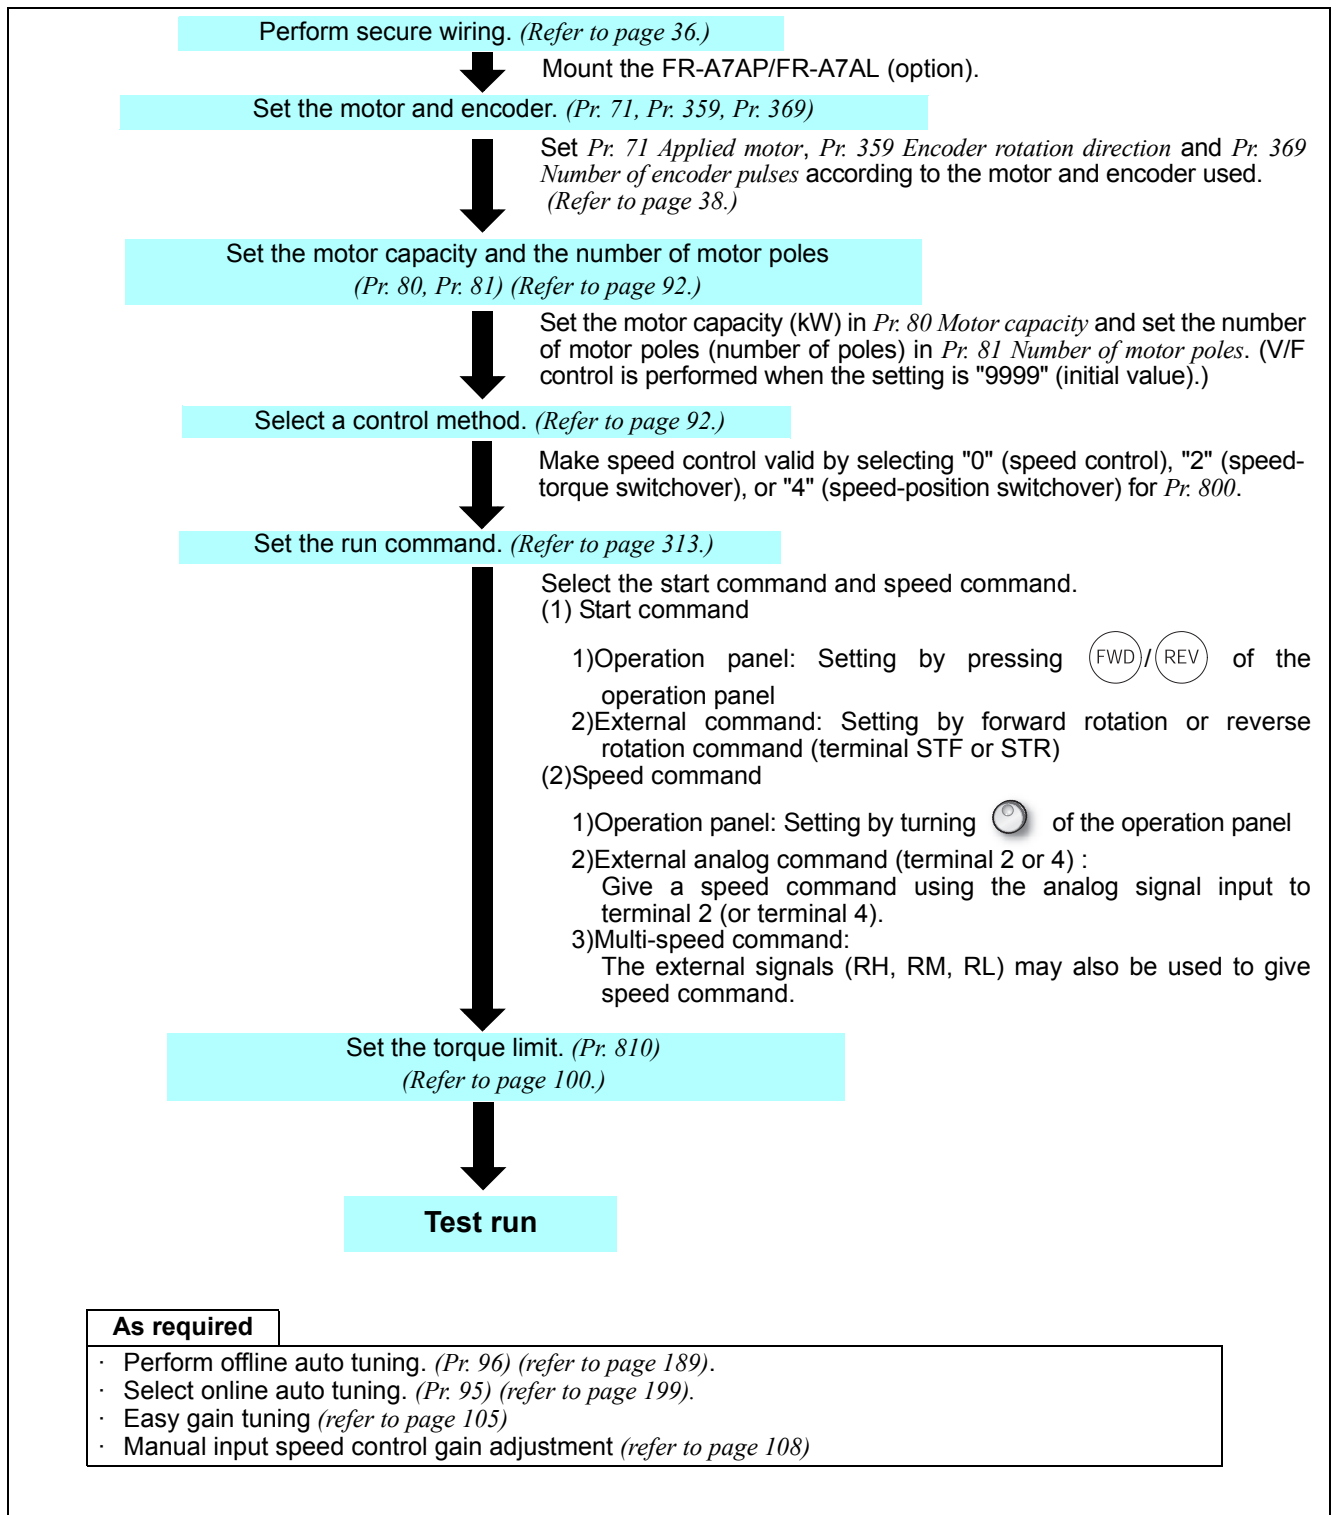 Perform secure wiring. (Refer to page 36.)
Mount the FR-A7AP/FR-A7AL (option).
Set the motor and encoder. (Pr. 71, Pr. 359, Pr. 369)
Set Pr. 71 Applied motor, Pr. 359 Encoder rotation direction and Pr. 369
Number of encoder pulses according to the motor and encoder used.
(Refer to page 38.)
Set the motor capacity and the number of motor poles
(Pr. 80, Pr. 81) (Refer to page 92.)
Set the motor capacity (kW) in Pr. 80 Motor capacity and set the number
of motor poles (number of poles) in Pr. 81 Number of motor poles. (V/F
control is performed when the setting is "9999" (initial value).)
Select a control method. (Refer to page 92.)
Make speed control valid by selecting "0" (speed control), "2" (speed-
torque switchover), or "4" (speed-position switchover) for Pr. 800.
Set the run command. (Refer to page 313.)
Select the start command and speed command.
(1) Start command
1)Operation panel: Setting by pressing FWD/REV of the
operation panel
2)External command: Setting by forward rotation or reverse
rotation command (terminal STF or STR)
(2)Speed command
1)Operation panel: Setting by turning of the operation panel
2)External analog command (terminal 2 or 4) :
Give a speed command using the analog signal input to
terminal 2 (or terminal 4).
3)Multi-speed command:
The external signals (RH, RM, RL) may also be used to give
speed command.
Set the torque limit. (Pr. 810)
(Refer to page 100.)
Test run
As required
· Perform offline auto tuning. (Pr. 96) (refer to page 189).
· Select online auto tuning. (Pr. 95) (refer to page 199).
· Easy gain tuning (refer to page 105)
· Manual input speed control gain adjustment (refer to page 108)